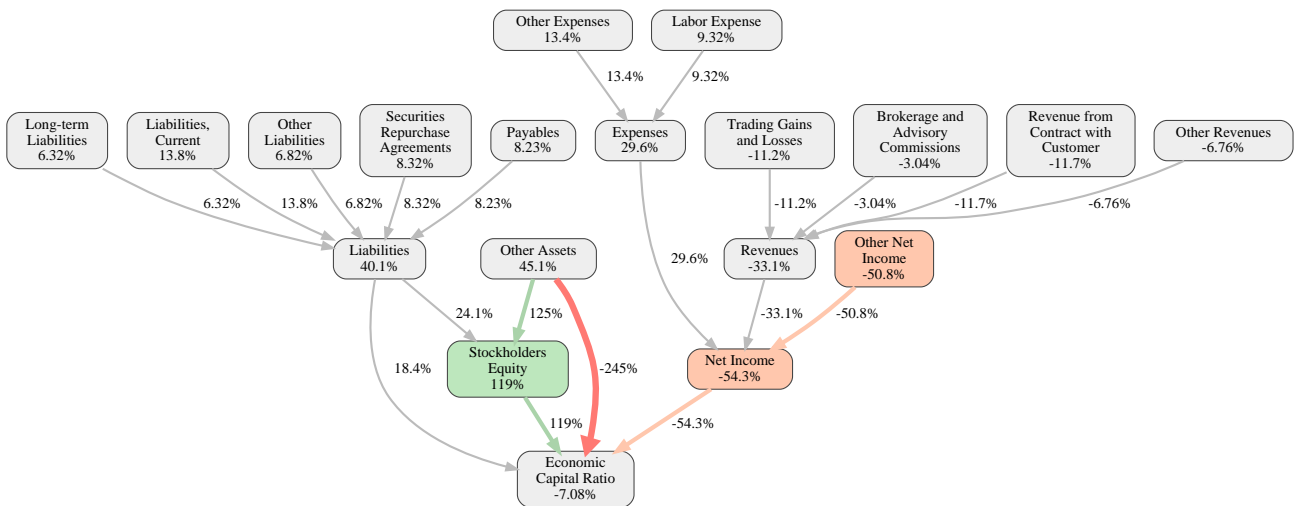 Other Expenses
13.4%
Labor Expense
9.32%
13.4%
9.32%
Long-term
Liabilities
6.32%
Liabilities,
Current
13.8%
Other
Liabilities
6.82%
Securities
Repurchase
Agreements
8.32%
Payables
8.23%
Expenses
29.6%
Trading Gains
and Losses
-11.2%
Brokerage and
Advisory
Commissions
-3.04%
Revenue from
Contract with
Customer
-11.7%
Other Revenues
-6.76%
6.32%
13.8%
6.82%
8.32%
8.23%
-11.2%
-3.04%
-11.7%
-6.76%
Liabilities
40.1%
Other Assets
45.1%
29.6%
Revenues
-33.1%
Other Net
Income
-50.8%
24.1%
125%
-33.1%
-50.8%
Stockholders
Equity
119%
Net Income
-54.3%
18.4%
-245%
119%
-54.3%
Economic
Capital Ratio
-7.08%